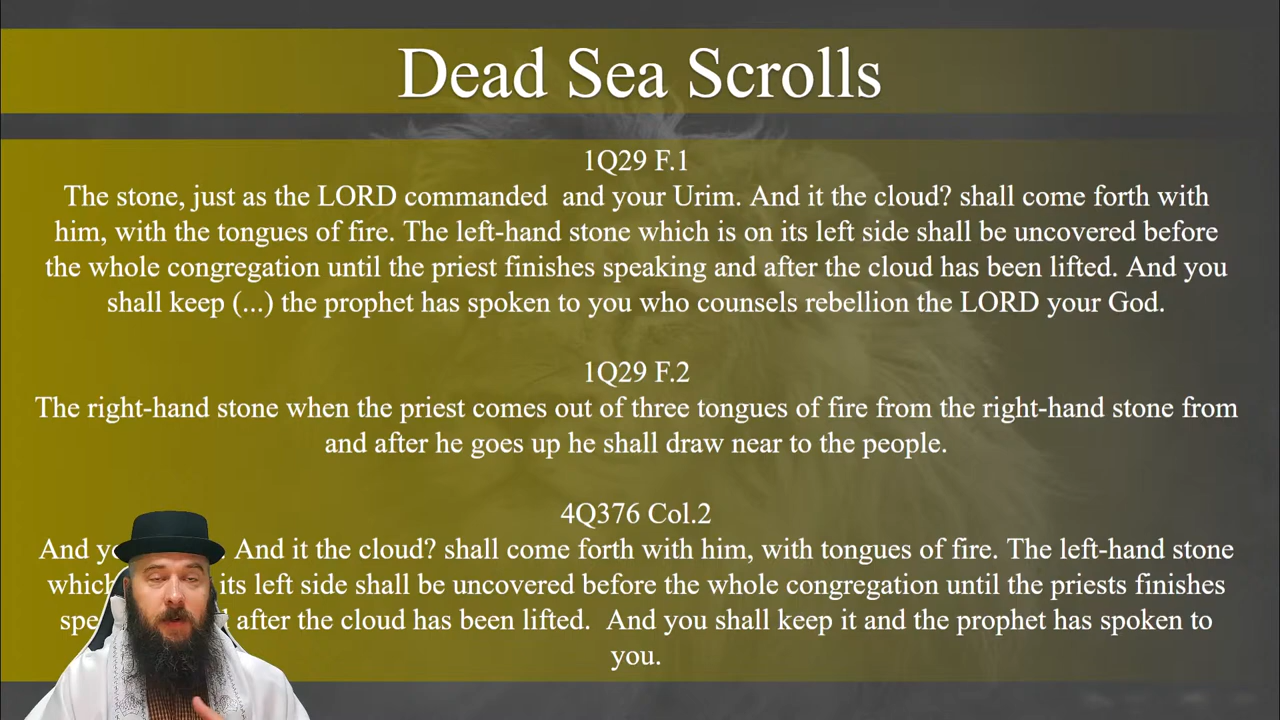 Dead Sea Scrolls
1Q29 F.1
The stone, just as the LORD commanded  and your Urim. And it the cloud? shall come forth with
him, with the tongues of fire. The left-hand stone which is on its left side shall be uncovered before
the whole congregation until the priest finishes speaking and after the cloud has been lifted. And you
shall keep (...) the prophet has spoken to you who counsels rebellion the LORD your God.
1Q29 F.2
The right-hand stone when the priest comes out of three tongues of fire from the right-hand stone from
and after he goes up he shall draw near to the people.
4Q376 Col.2
And . And it the cloud? shall come forth with him, with tongues of fire. The left-hand stone
its left side shall be uncovered before the whole congregation until the priests finishes
after the cloud has been lifted.  And you shall keep it and the prophet has spoken to
you.